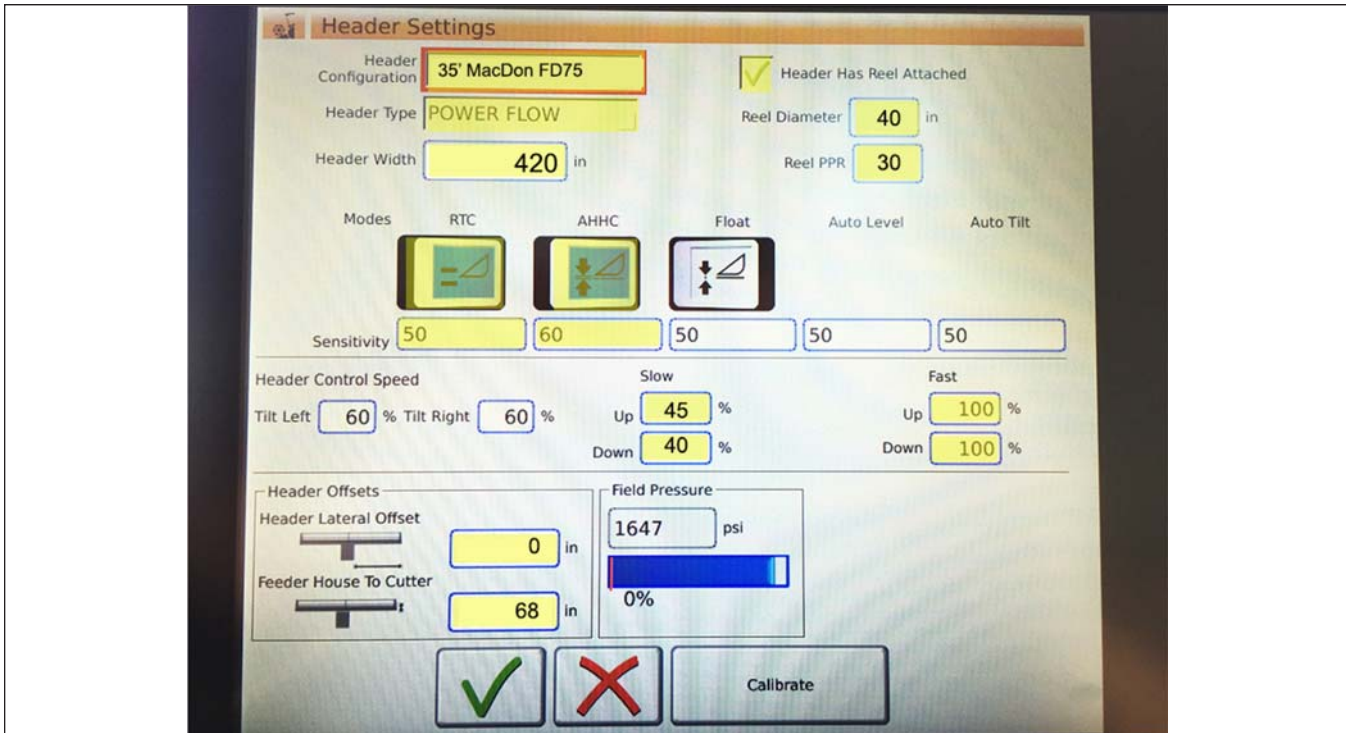 Header Settings
Header
Configuration
35' MacDon FD75
Header Has Reel Attached
Header Type
POWER FLOW
Reel Diameter
40
in
Header Width
420
in
Reel PPR
30
Modes
RTC
AHHC
Float
Auto Level
Auto Tilt
Sensitivity
50
60
50
50
50
Header Control Speed
Slow
Fast
Tilt Left
60
%
Tilt Right
60
%
Up
45
%
Up
100
%
Down
40
%
Down
100
%
Header Offsets
Header Lateral Offset
0
in
Feeder House To Cutter
68
in
Field Pressure
1647
psi
0%
Calibrate